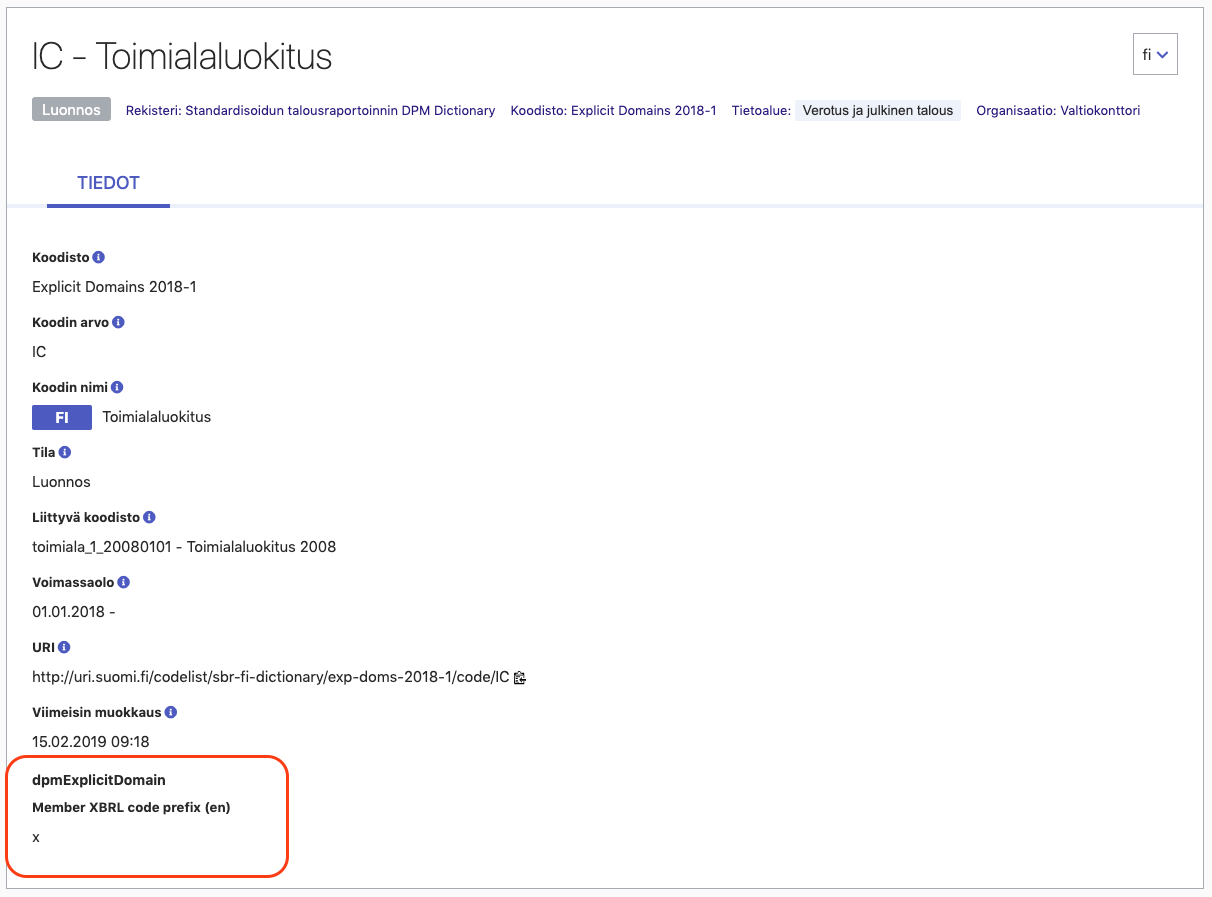 IC - Toimialaluokitus
fi
Luonnos Rekisteri: Standardisoidun talousraportoinnin DPM Dictionary Koodisto: Explicit Domains 2018-1 Tietoalue: Verotus ja julkinen talous Organisaatio: Valtiokonttori
TIEDOT
Koodisto
Explicit Domains 2018-1
Koodin arvo
IC
Koodin nimi
FI Toimialaluokitus
Tila
Luonnos
Liittyvä koodisto
toimiala_1_20080101 - Toimialaluokitus 2008
Voimassaolo
01.01.2018 -
URI
http://uri.suomi.fi/codelist/sbr-fi-dictionary/exp-doms-2018-1/code/IC
Viimeisin muokkaus
15.02.2019 09:18
dpmExplicitDomain
Member XBRL code prefix (en)
x